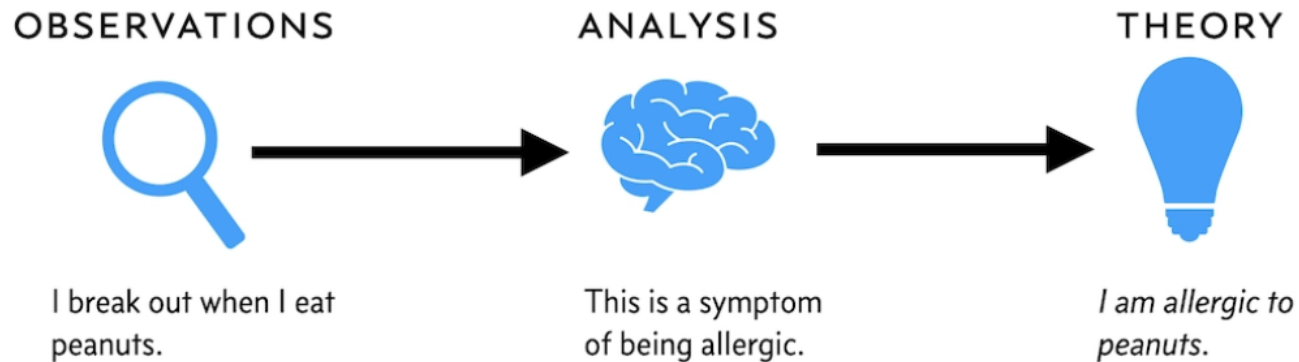 OBSERVATIONS
ANALYSIS
THEORY
I break out when I eat
peanuts.
This is a symptom
of being allergic.
I am allergic to
peanuts.